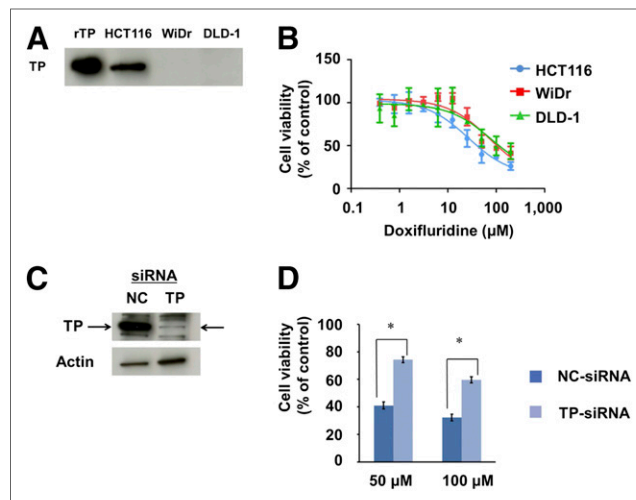 A
rTP HCT116 WiDr DLD-1
TP
B
HCT116
WiDr
DLD-1
Cell viability
(% of control)
150
100
50
0
0.1 1 10 100 1,000
Doxifluridine (µM)
C
siRNA
NC TP
TP
Actin
D
Cell viability
(% of control)
100
80
60
40
20
0
* *
50 µM 100 µM
NC-siRNA
TP-siRNA